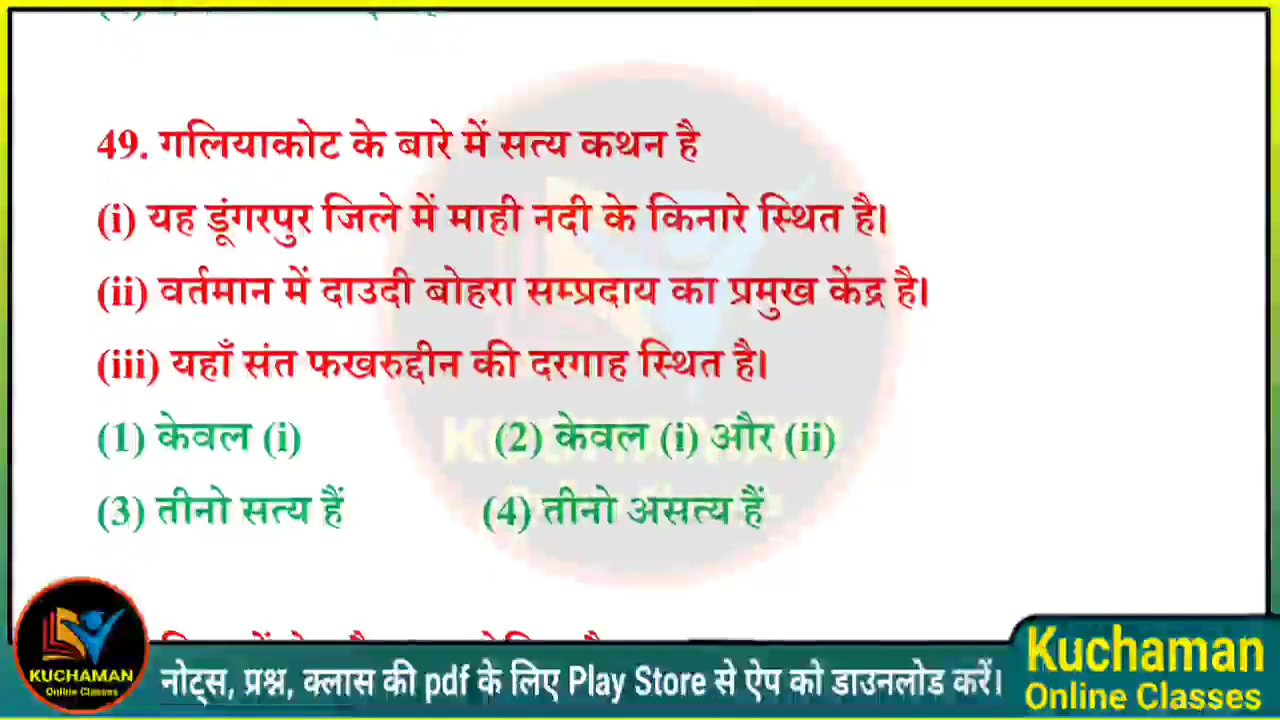 49. गलियाकोट के बारे में सत्य कथन है
(i) यह डूंगरपुर जिले में माही नदी के किनारे स्थित है।
(ii) वर्तमान में दाउदी बोहरा सम्प्रदाय का प्रमुख केंद्र है।
(iii) यहाँ संत फखरुद्दीन की दरगाह स्थित है।
(1) केवल (i) (2) केवल (i) और (ii)
(3) तीनो सत्य हैं (4) तीनो असत्य हैं
KUCHAMAN
Online Classes
नोट्स, प्रश्न, क्लास की pdf के लिए Play Store से ऐप को डाउनलोड करें।
Kuchaman
Online Classes